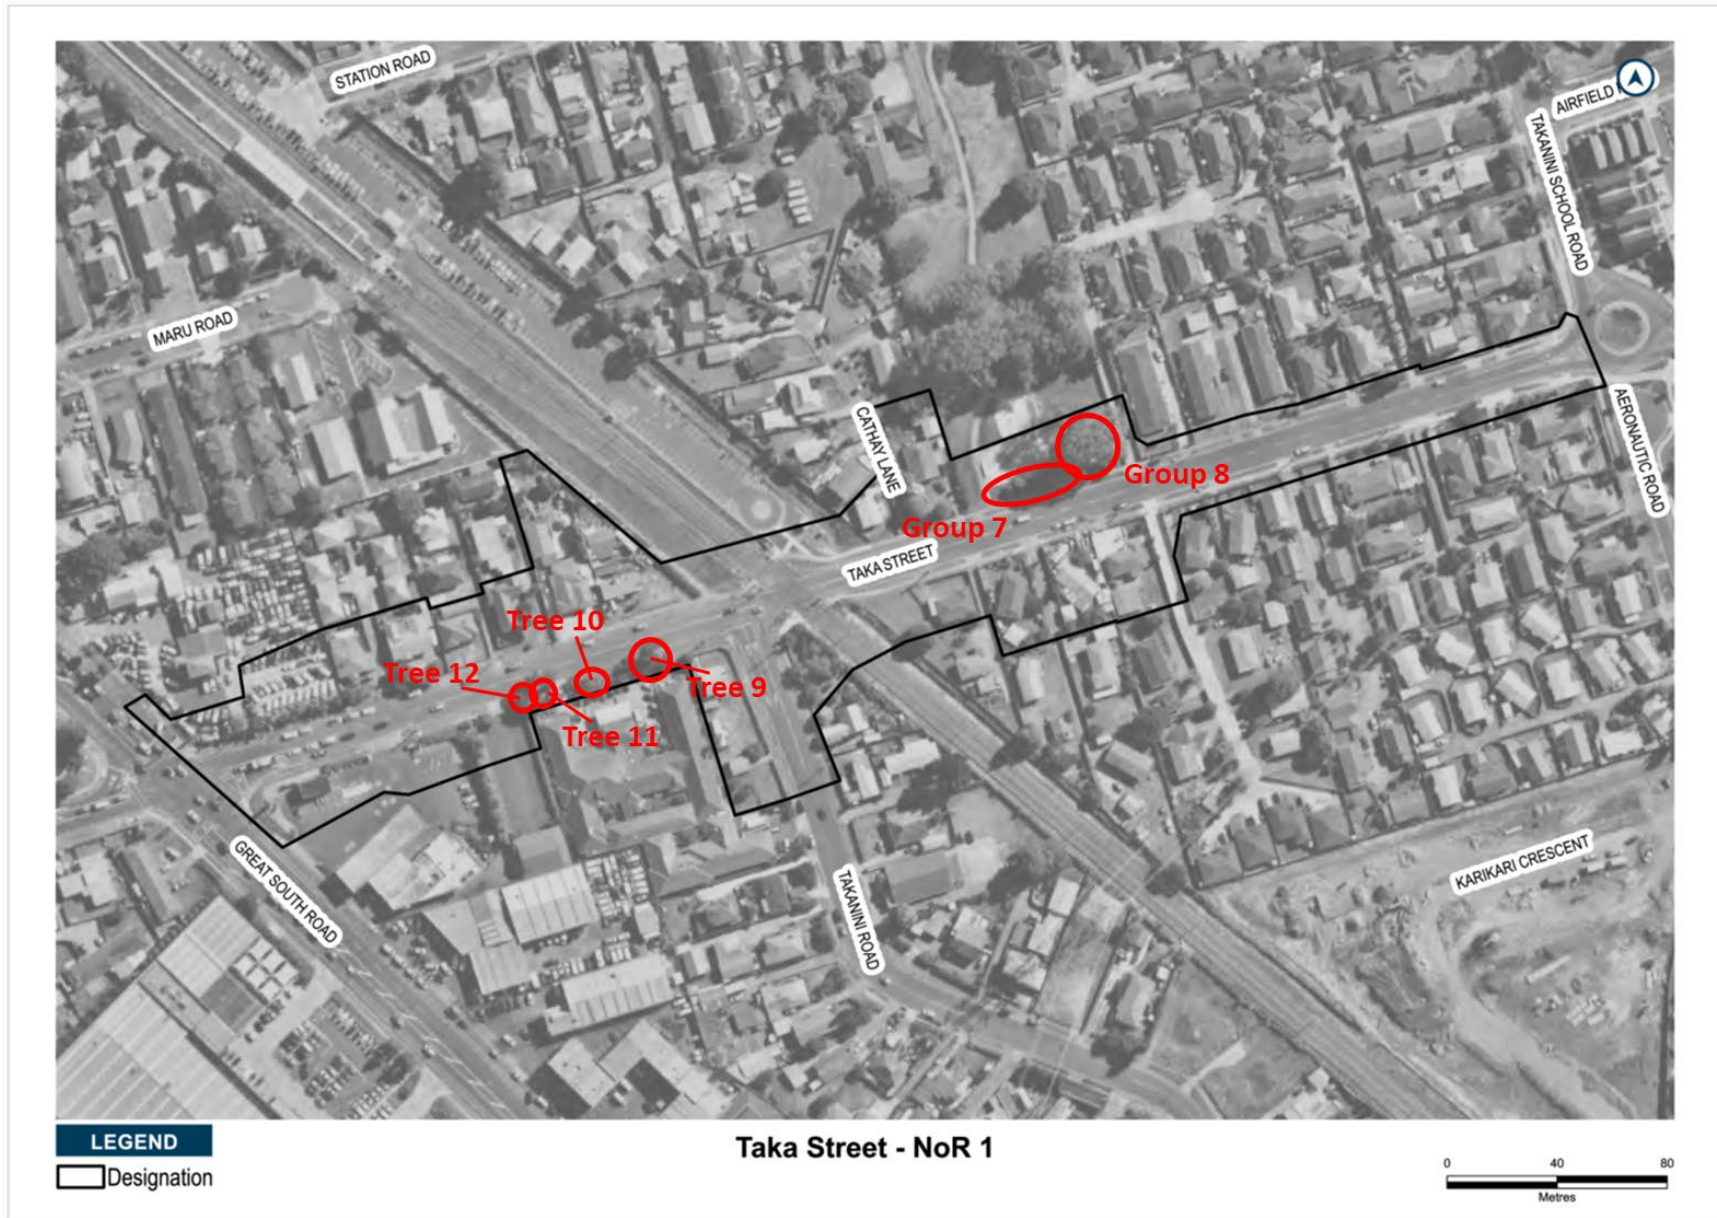 STATION ROAD
AIRFIELD
TAKANINI SCHOOL ROAD
MARU ROAD
CATHAY LANE
AERONAUTIC ROAD
Group 8
Group 7
TAKA STREET
Tree 10
Tree 12
Tree 9
Tree 11
GREAT SOUTH ROAD
KARIKARI CRESCENT
TAKANINI ROAD
LEGEND
Designation
Taka Street - NoR 1
0 40 80
Metres